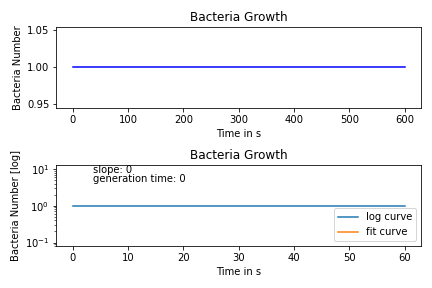 Bacteria Growth
Bacteria Number
1.05
1.00
0.95
0 100 200 300 400 500 600
Time in s
Bacteria Growth
Bacteria Number [log]
10¹
10⁰
10⁻¹
slope: 0
generation time: 0
log curve
fit curve
0 10 20 30 40 50 60
Time in s